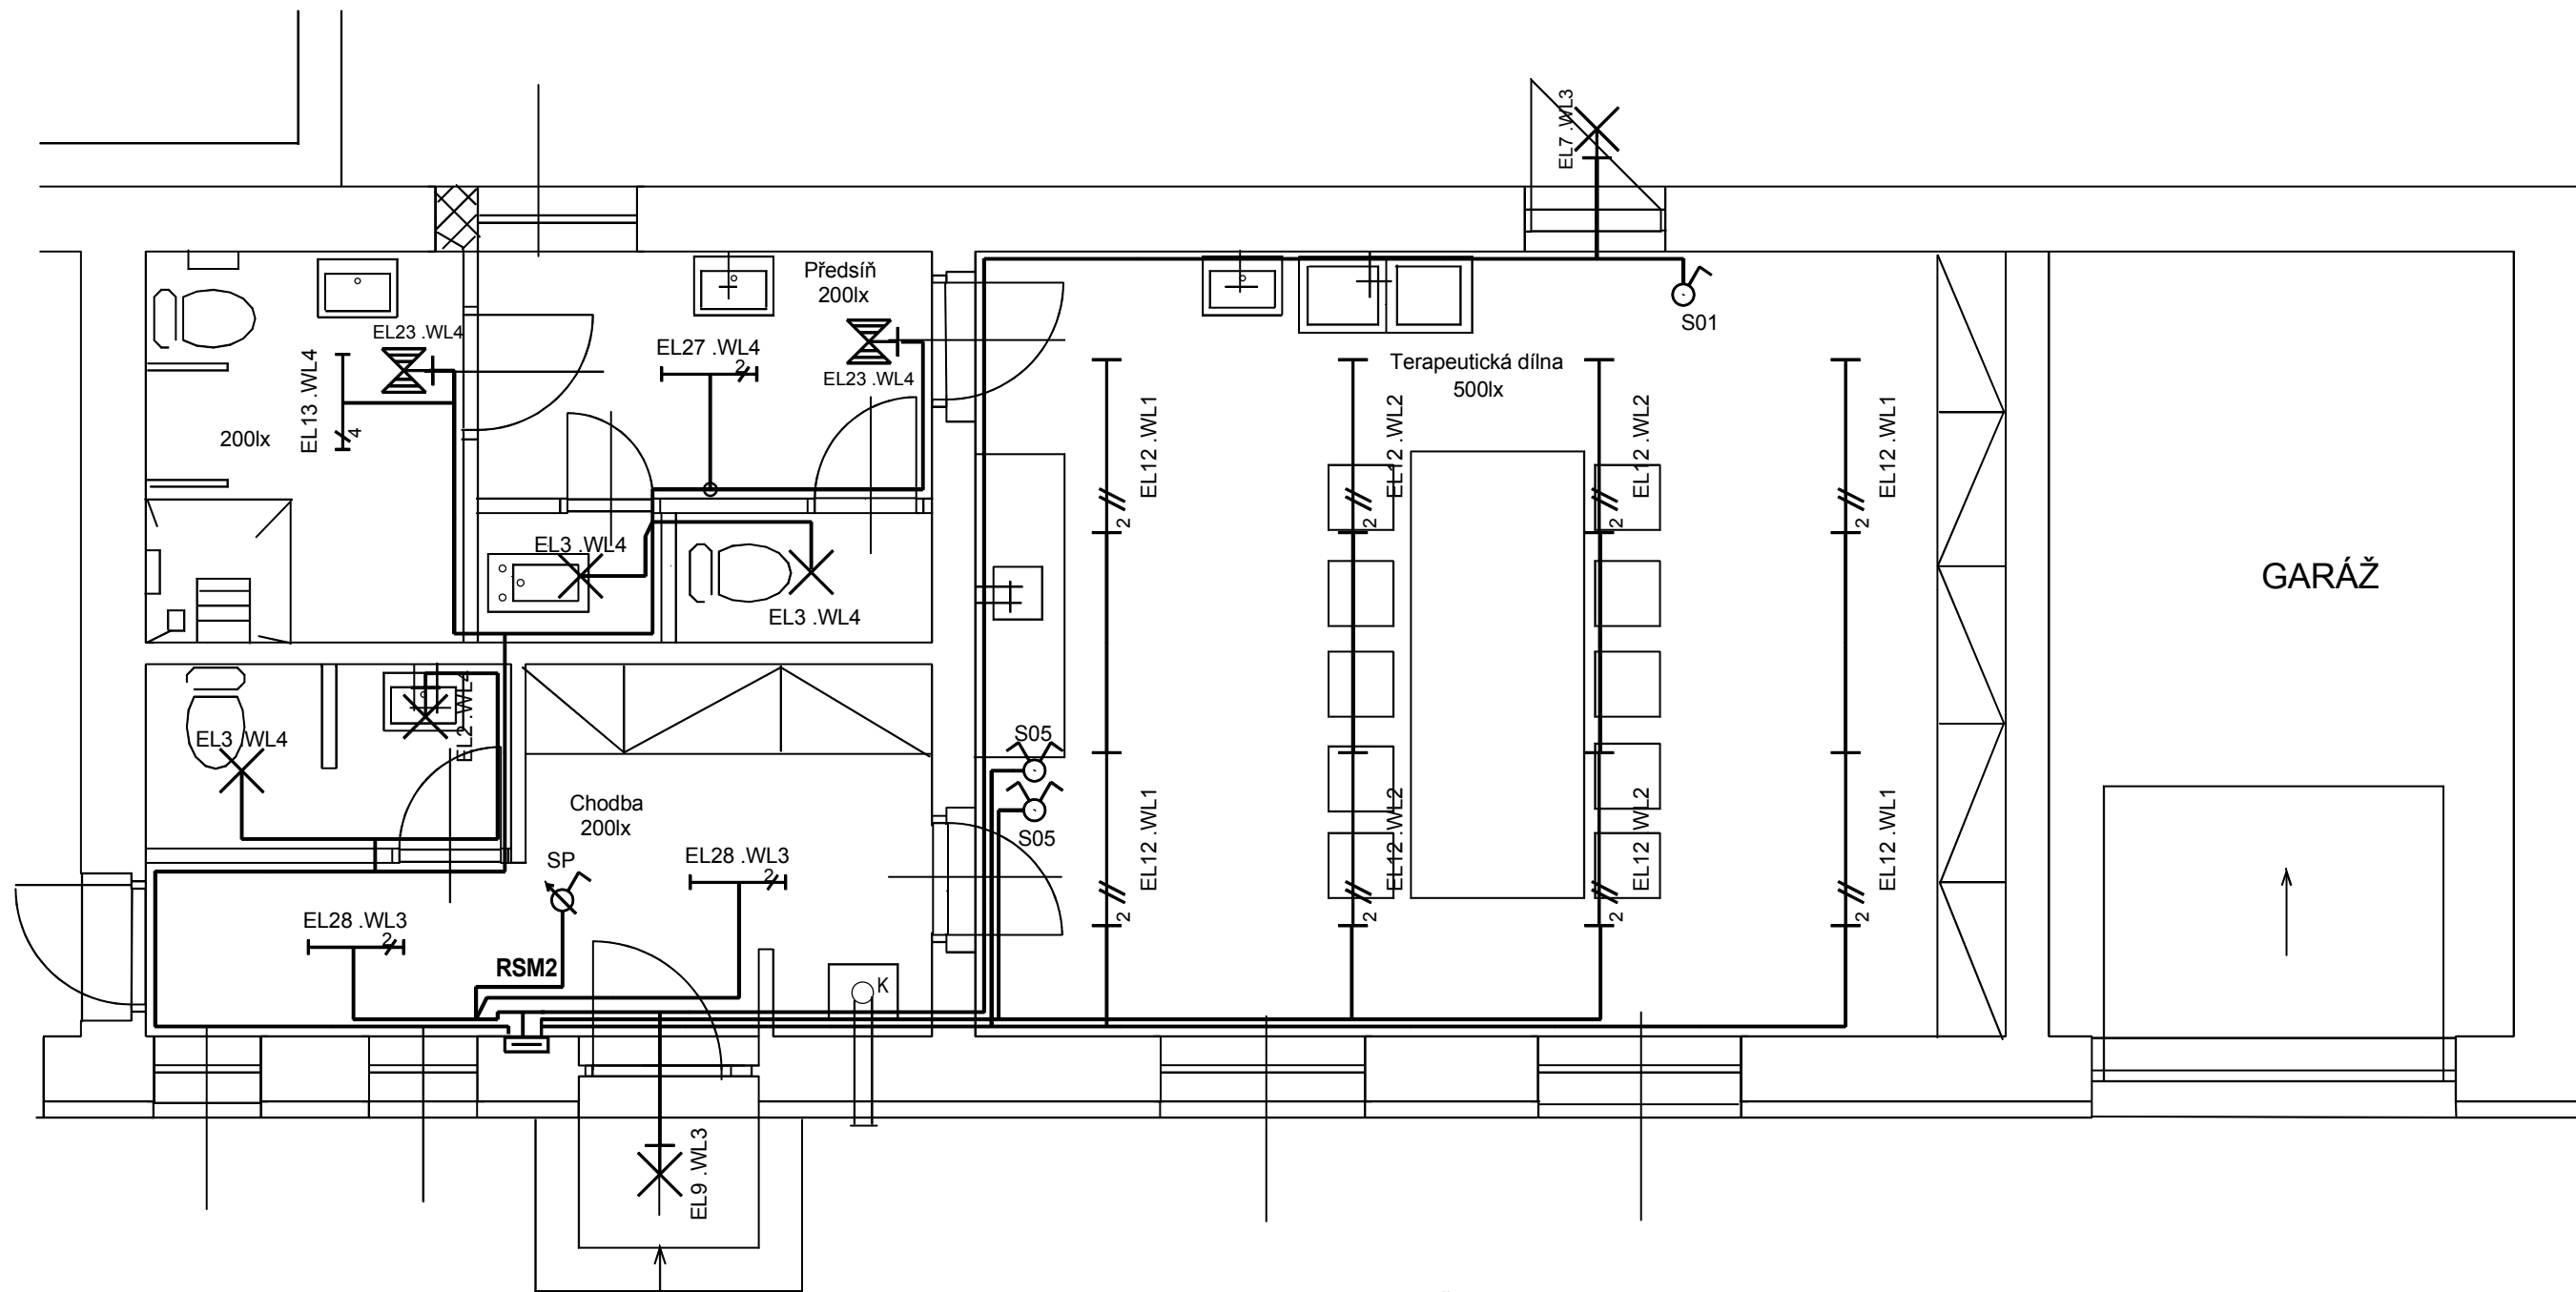 EL7 .WL3
Předsíň
200lx
S01
EL23 .WL4
EL27 .WL4
2
EL23 .WL4
Terapeutická dílna
500lx
EL13 .WL4
4
200lx
EL12 .WL1
2
EL12 .WL2
2
EL12 .WL2
2
EL12 .WL1
2
EL3 .WL4
EL3 .WL4
GARÁŽ
EL2 .WL4
EL3 .WL4
S05
S05
Chodba
200lx
SP
EL28 .WL3
2
EL28 .WL3
2
EL12 .WL1
2
EL12 .WL2
2
EL12 .WL2
2
EL12 .WL1
2
RSM2
K
EL9 .WL3